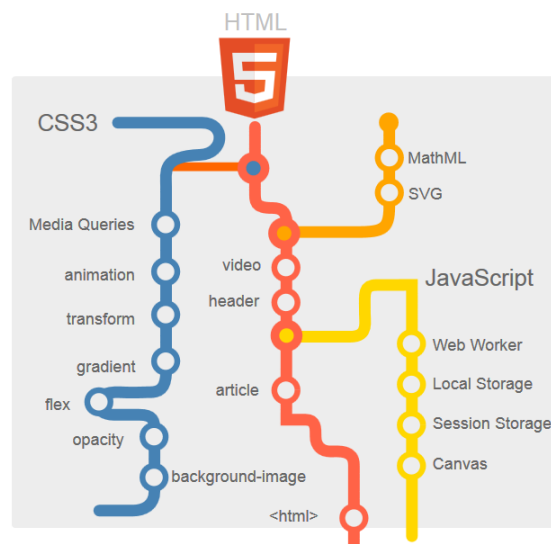 HTML
5
CSS3
MathML
SVG
Media Queries
video
animation
JavaScript
header
transform
Web Worker
gradient
article
Local Storage
flex
Session Storage
opacity
Canvas
background-image
<html>